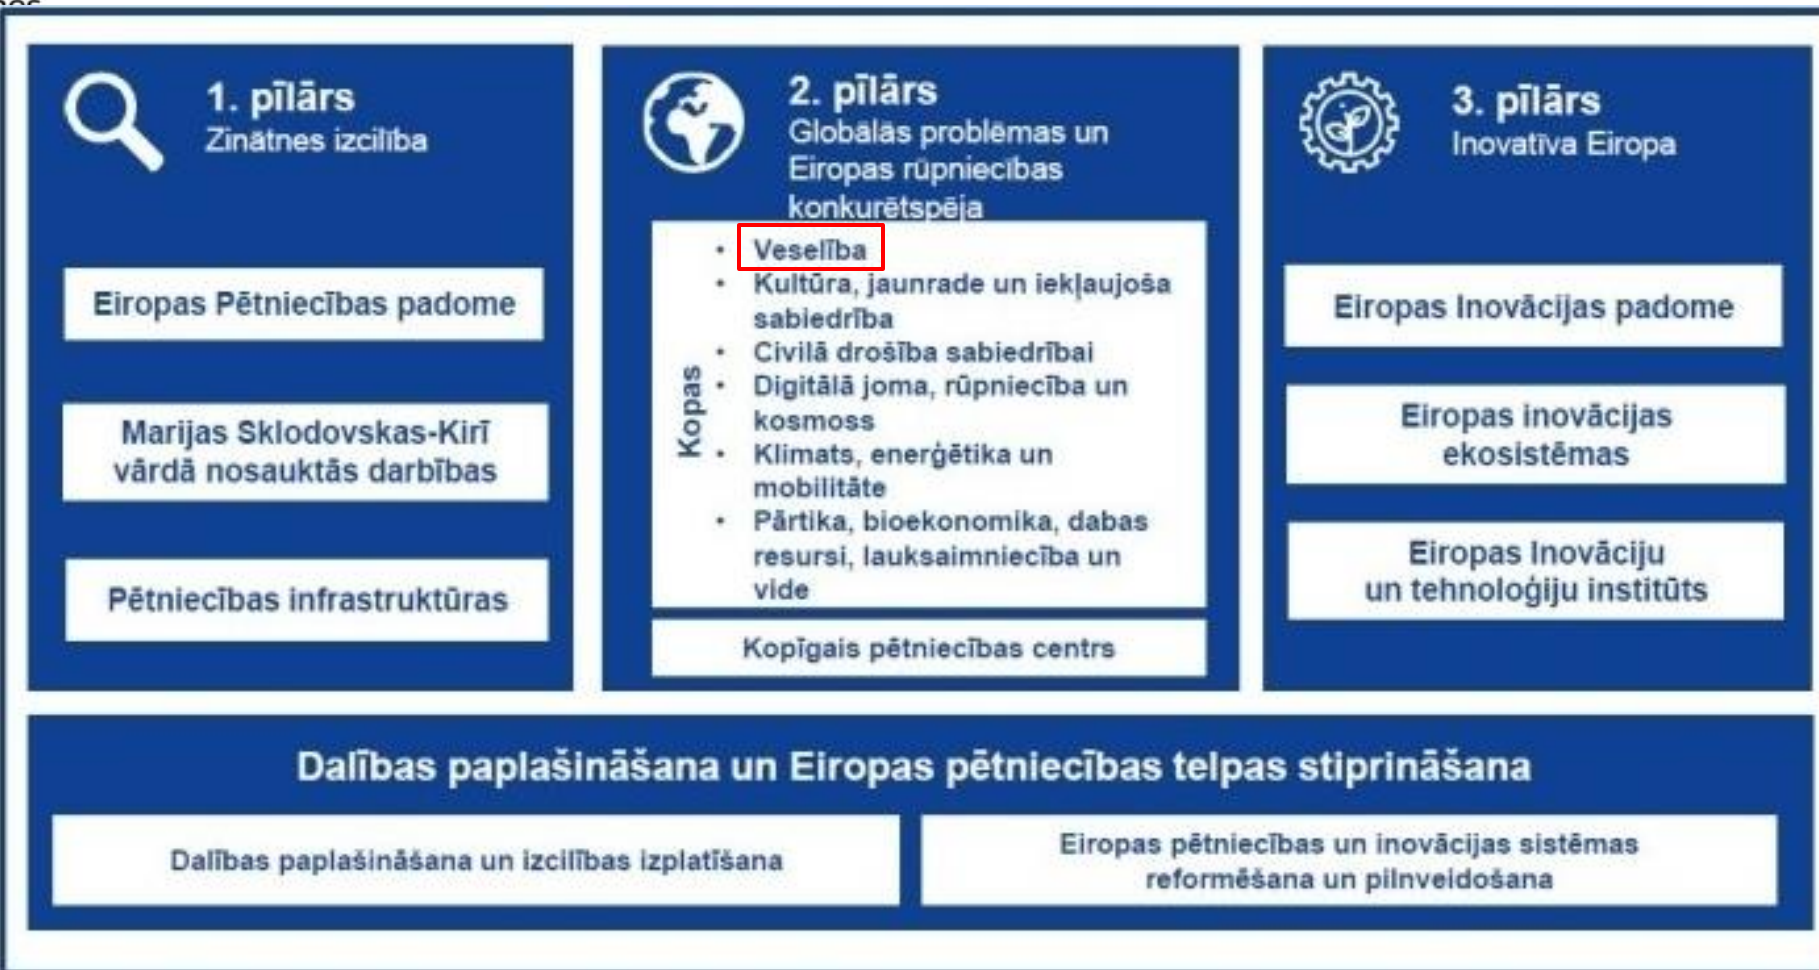 1. pīlārs
Zinātnes izcilība
Eiropas Pētniecības padome
Marijas Sklodovskas-Kirī
vārdā nosauktās darbības
Pētniecības infrastruktūras
2. pīlārs
Globālās problēmas un
Eiropas rūpniecības
konkurētspēja
Kopas
• Veselība
• Kultūra, jaunrade un iekļaujoša
sabiedrība
• Civilā drošība sabiedrībai
• Digitālā joma, rūpniecība un
kosmoss
• Klimats, enerģētika un
mobilitāte
• Pārtika, bioekonomika, dabas
resursi, lauksaimniecība un
vide
Kopīgais pētniecības centrs
3. pīlārs
Inovatīva Eiropa
Eiropas Inovācijas padome
Eiropas inovācijas
ekosistēmas
Eiropas Inovāciju
un tehnoloģiju institūts
Dalības paplašināšana un Eiropas pētniecības telpas stiprināšana
Dalības paplašināšana un izcilības izplatīšana
Eiropas pētniecības un inovācijas sistēmas
reformēšana un pilnveidošana